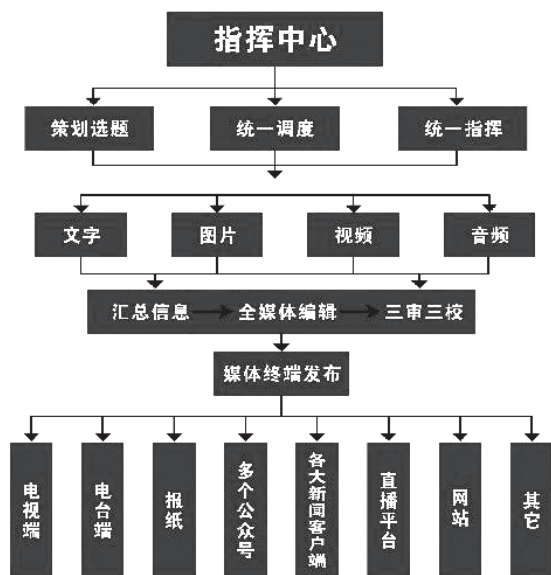 指挥中心
策划选题
统一调度
统一指挥
文字
图片
视频
音频
汇总信息
全媒体编辑
三审三校
媒体终端发布
电视端
电台端
报纸
多个公众号
各大新闻客户端
直播平台
网站
其它